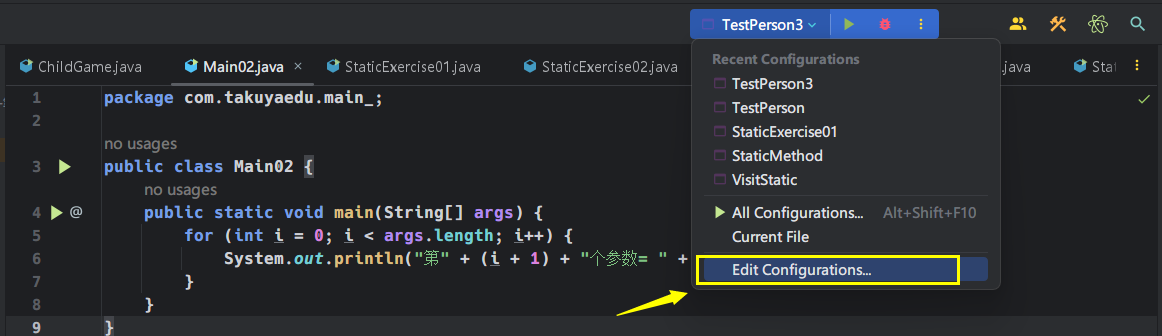 TestPerson3
ChildGame.java
Main02.java
StaticExercise01.java
StaticExercise02.java
.java
Recent Configurations
TestPerson3
TestPerson
StaticExercise01
StaticMethod
VisitStatic
All Configurations... Alt+Shift+F10
Current File
Edit Configurations...
1 package com.takuyaedu.main_;
2
no usages
3 public class Main02 {
no usages
4 @ public static void main(String[] args) {
5 for (int i = 0; i < args.length; i++) {
6 System.out.println("第" + (i + 1) + "个参数= " +
7 }
8 }
9 }